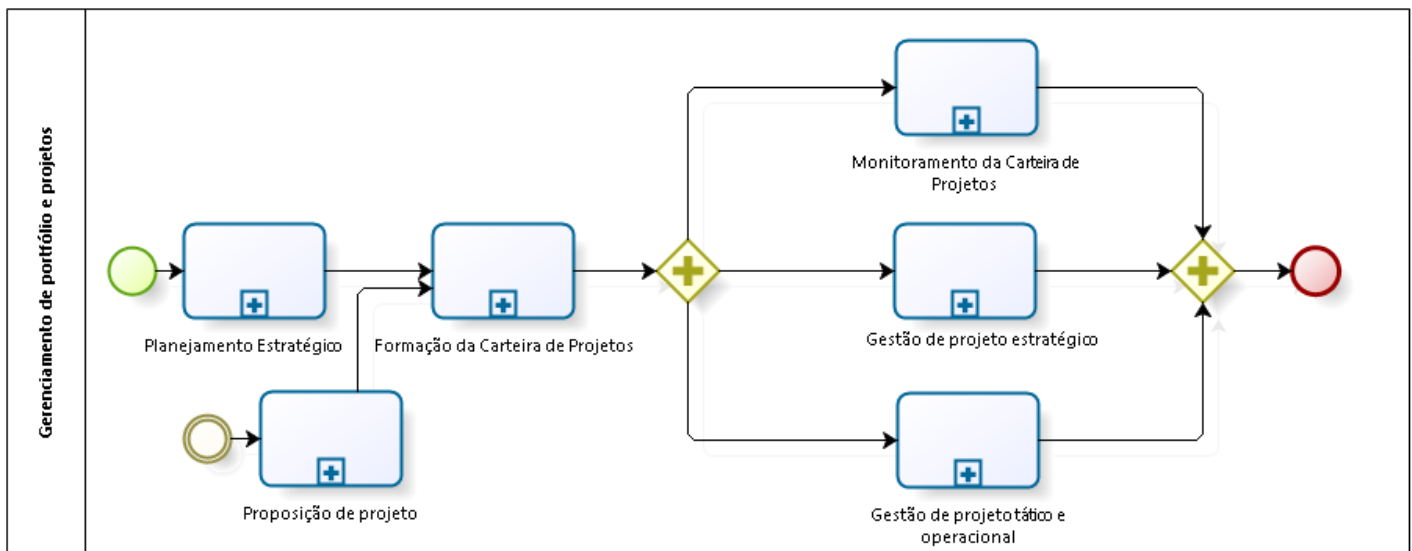 Gerenciamento de portfólio e projetos
Monitoramento da Carteira de
Projetos
Planejamento Estratégico
Formação da Carteira de Projetos
Gestão de projeto estratégico
Proposição de projeto
Gestão de projeto tático e
operacional